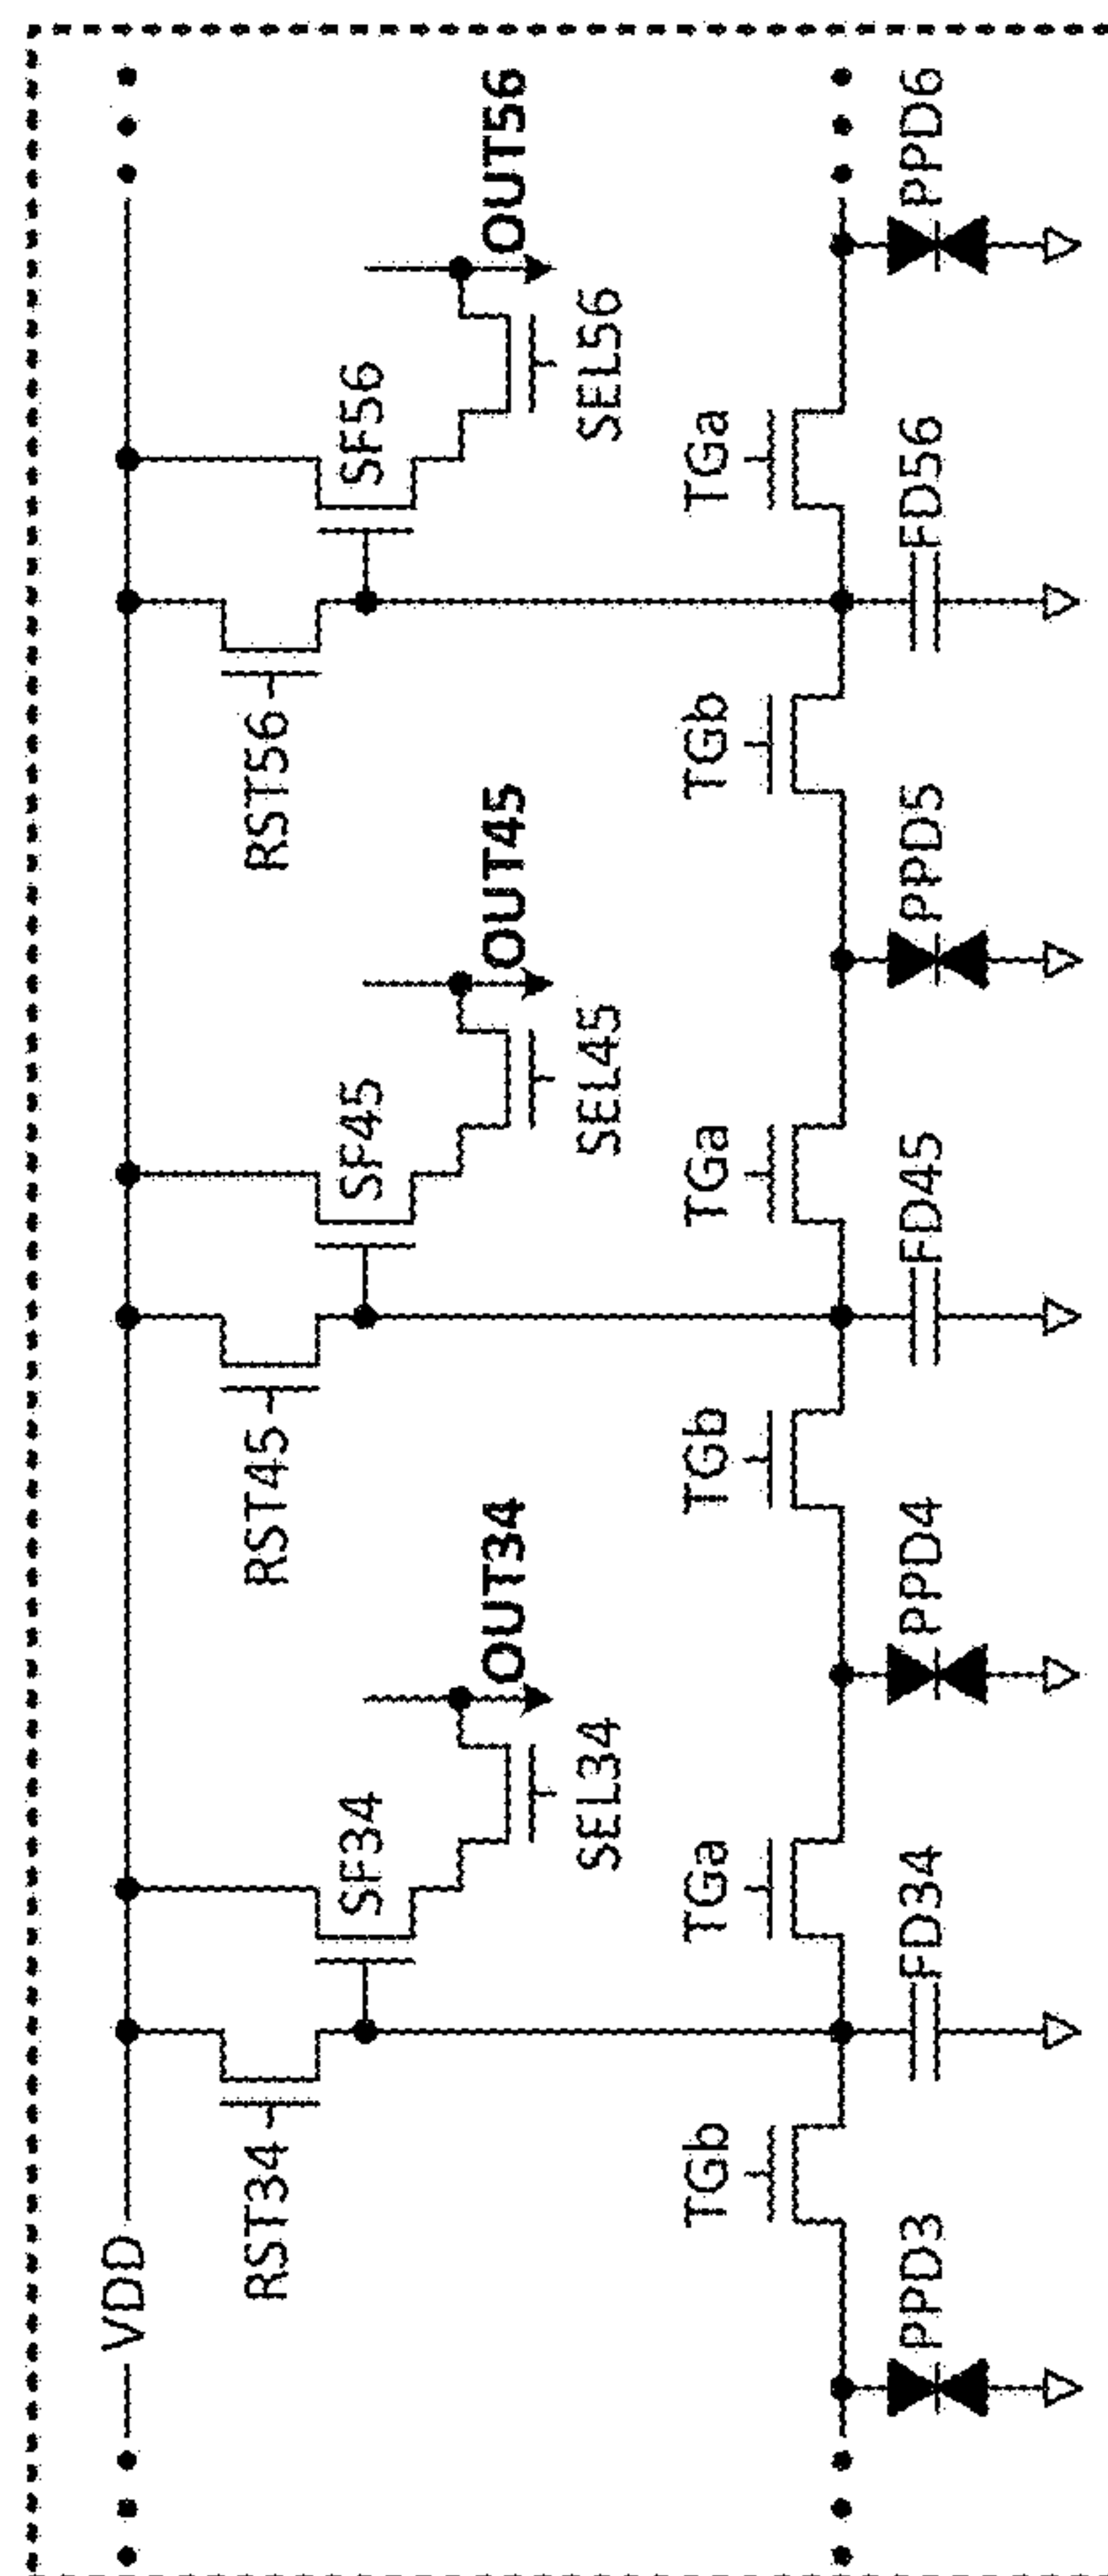 VDD
RST34
RST45
RST56
SF34
SF45
SF56
OUT34
OUT45
OUT56
SEL34
SEL45
SEL56
TGb
TGa
TGb
TGa
TGb
TGa
PPD3
FD34
PPD4
FD45
PPD5
FD56
PPD6